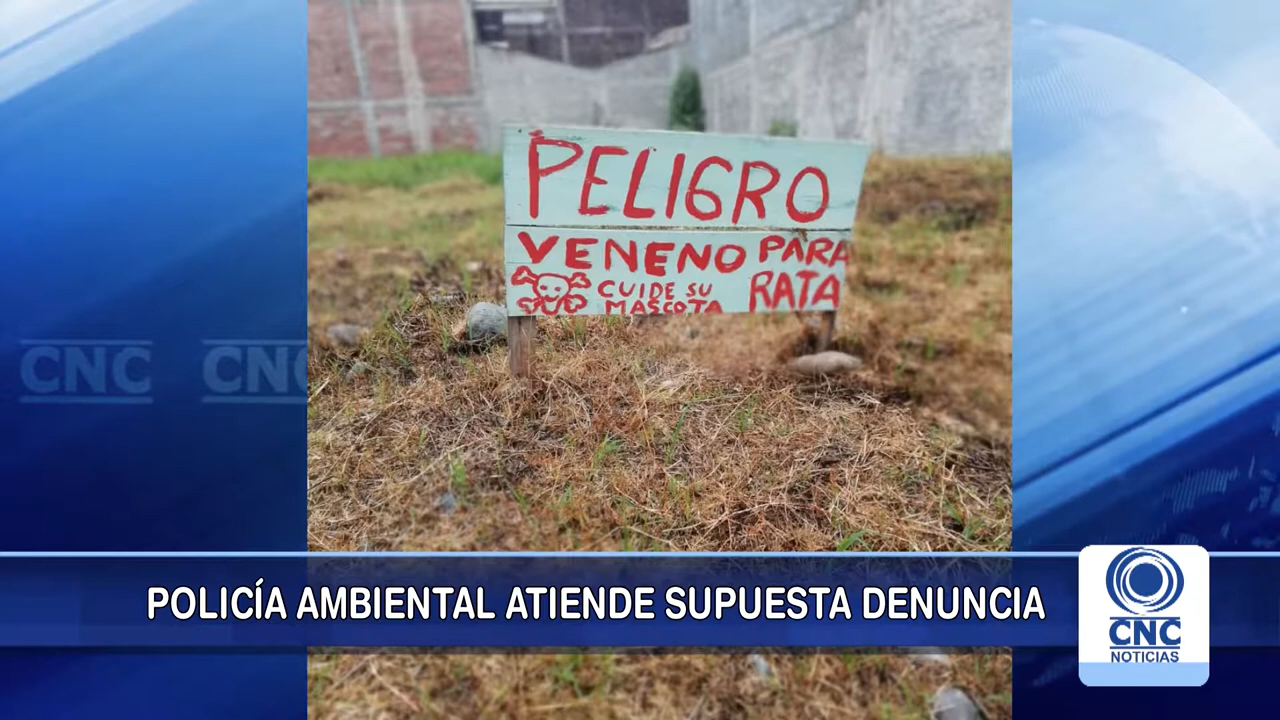 PELIGRO
VENENO PARA
CUIDE SU RATA
MASCOTA
CNC CNC
POLICÍA AMBIENTAL ATIENDE SUPUESTA DENUNCIA
CNC
NOTICIAS